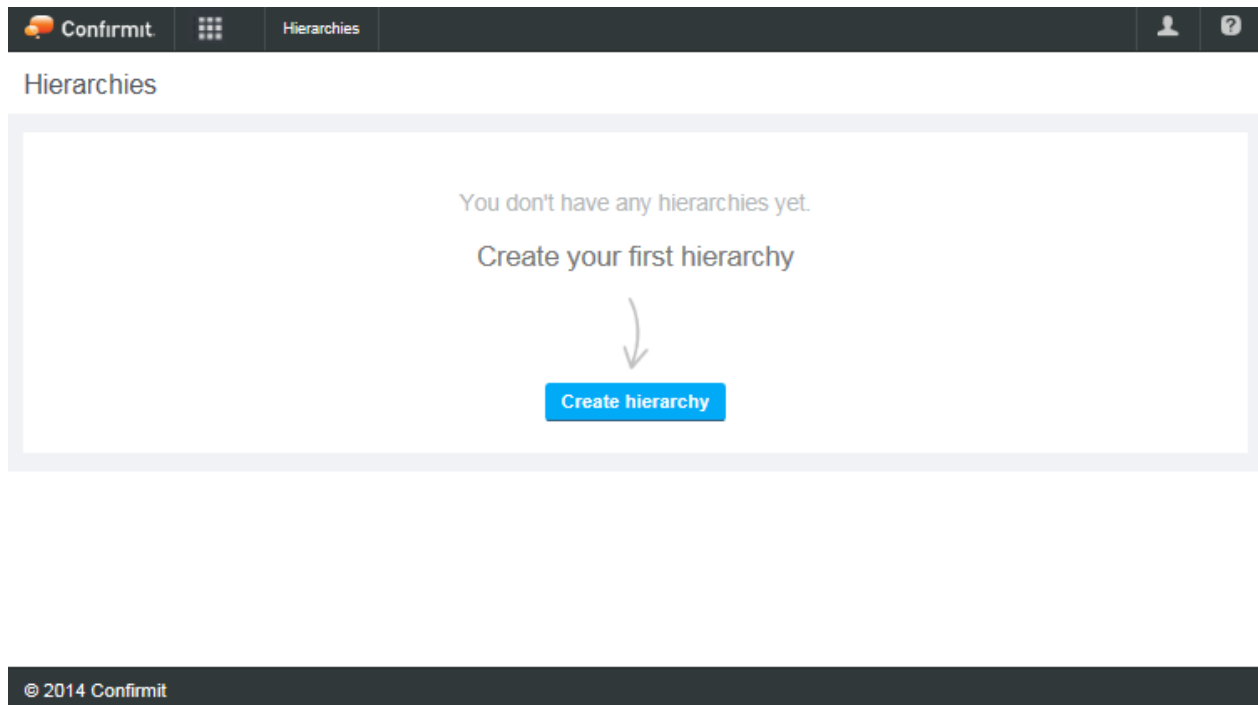 Confirmit.
Hierarchies
Hierarchies
You don't have any hierarchies yet.
Create your first hierarchy
Create hierarchy
© 2014 Confirmit